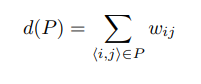 d(P) = ∑_{⟨i,j⟩∈P} w_{ij}